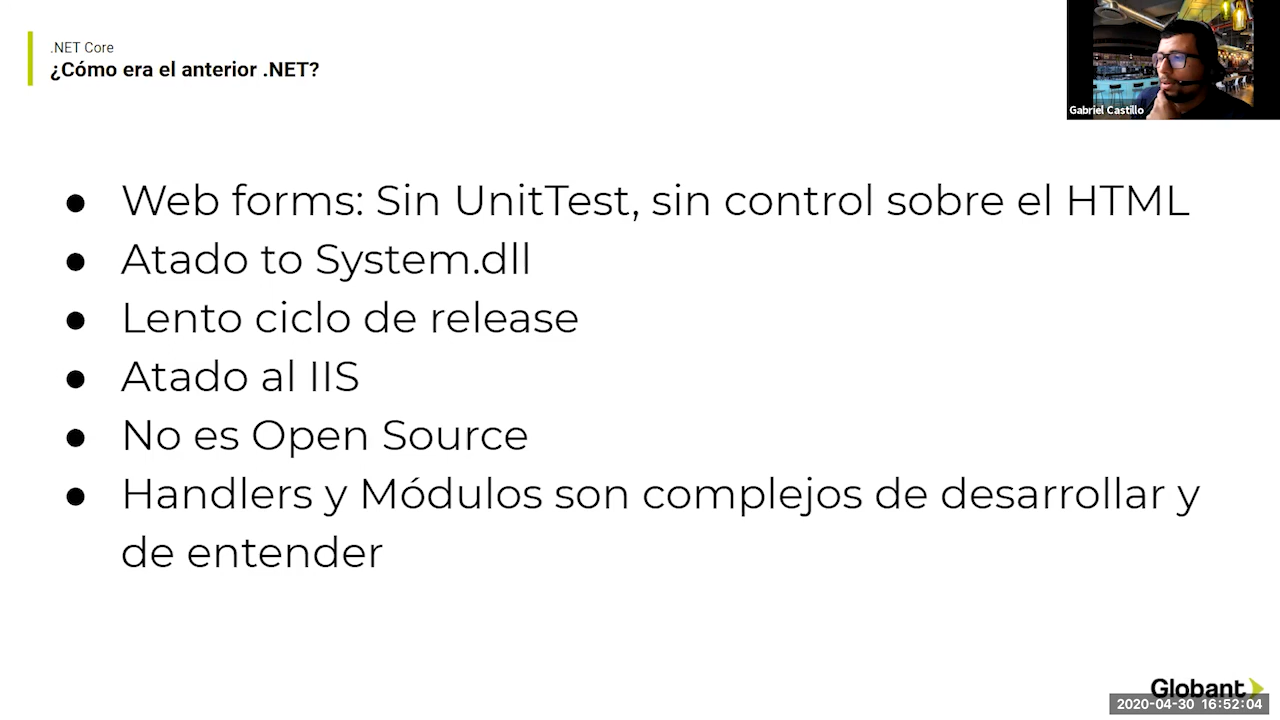 .NET Core
¿Cómo era el anterior .NET?
Gabriel Castillo
● Web forms: Sin UnitTest, sin control sobre el HTML
● Atado to System.dll
● Lento ciclo de release
● Atado al IIS
● No es Open Source
● Handlers y Módulos son complejos de desarrollar y
de entender
Globant
2020-04-30 16:52:04